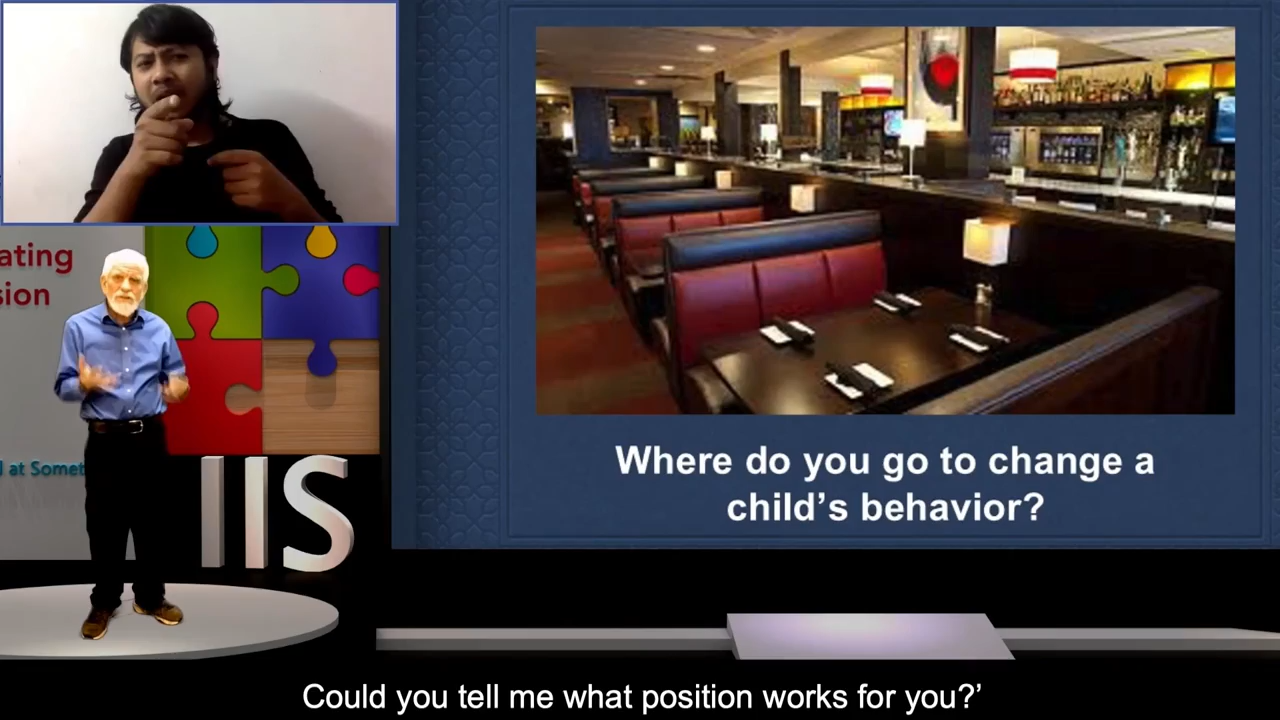 ating
sion
at Somet
IIS
Where do you go to change a
child's behavior?
Could you tell me what position works for you?'